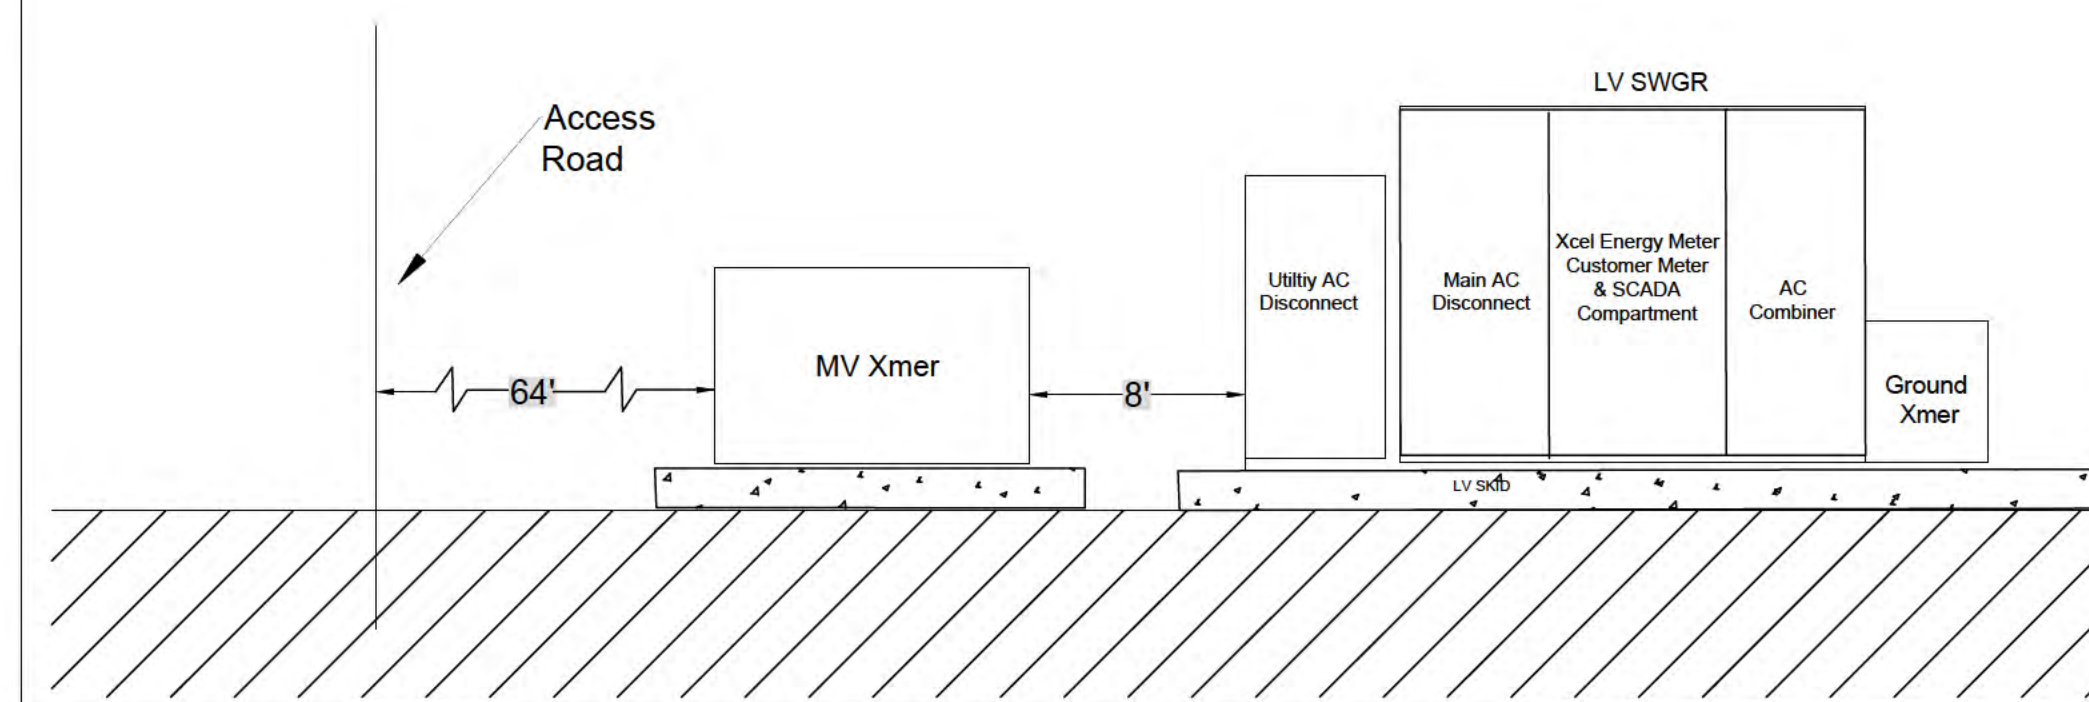 LV SWGR
Access
Road
Xcel Energy Meter
Customer Meter
& SCADA
Compartment
Utiltiy AC
Disconnect
Main AC
Disconnect
AC
Combiner
MV Xmer
64'
8'
Ground
Xmer
LV SKID